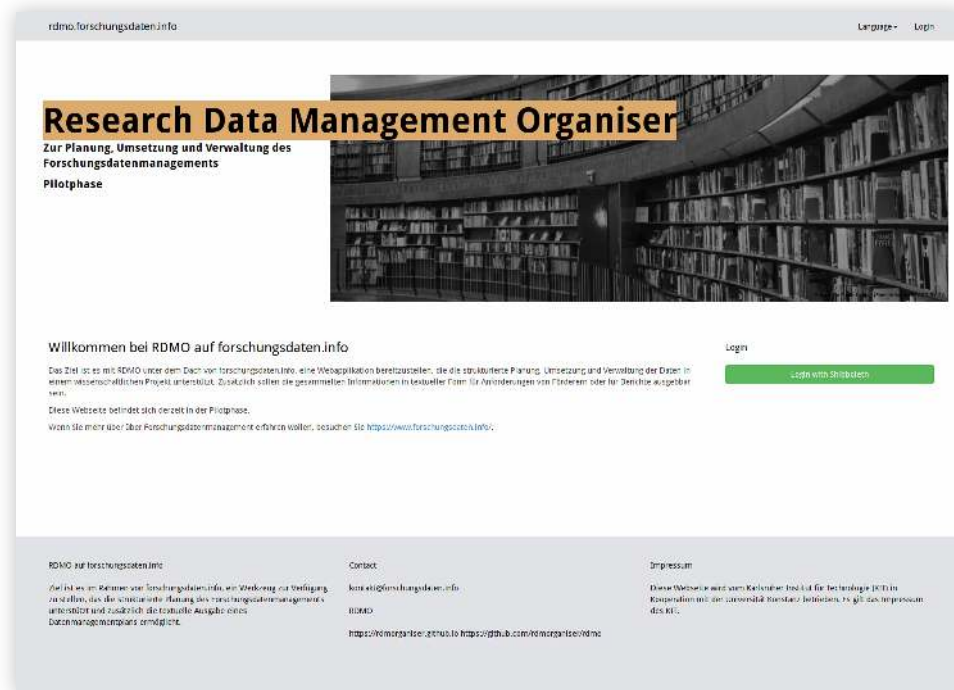 rdmo.forschungsdaten.info
Language
Login
Research Data Management Organiser
Zur Planung, Umsetzung und Verwaltung des
Forschungsdatenmanagements
Pilotphase
Willkommen bei RDMO auf forschungsdaten.info
Login
Das Ziel ist es mit RDMO unter dem Dach von forschungsdaten.info, eine Webapplikation bereitzustellen, die die strukturierte Planung, Umsetzung und Verwaltung der Daten in
einem wissenschaftlichen Projekt unterstützt. Zusätzlich sollen die gesammelten Informationen in textueller Form für Anforderungen von Förderern oder für Berichte ausgebbar
sein.
Login with Shibboleth
Diese Webseite befindet sich derzeit in der Pilotphase.
Wenn Sie mehr über über Forschungsdatenmanagement erfahren wollen, besuchen Sie https://www.forschungsdaten.info/.
RDMO auf forschungsdaten.info
Ziel ist es im Rahmen von forschungsdaten.info, ein Werkzeug zur Verfügung
zu stellen, das die strukturierte Planung des Forschungsdatenmanagements
unterstützt und zusätzlich die textuelle Ausgabe eines
Datenmanagementplans ermöglicht.
Contact
kontakt@forschungsdaten.info
RDMO
https://rdmorganiser.github.io https://github.com/rdmorganiser/rdmo
Impressum
Diese Webseite wird vom Karlsruher Institut für Technologie (KIT) in
Kooperation mit der Universität Konstanz betrieben. Es gilt das Impressum
des KIT.